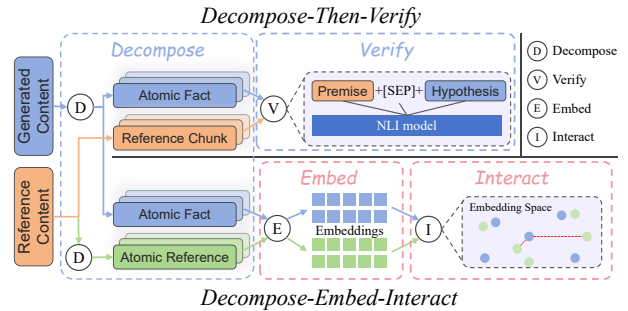 Decompose-Then-Verify
Decompose
Verify
Generated Content
D
Atomic Fact
Reference Chunk
V
Premise +[SEP]+ Hypothesis
NLI model
D Decompose
V Verify
E Embed
I Interact
Reference Content
D
Atomic Fact
Atomic Reference
E
Embed
Embeddings
I
Interact
Embedding Space
Decompose-Embed-Interact